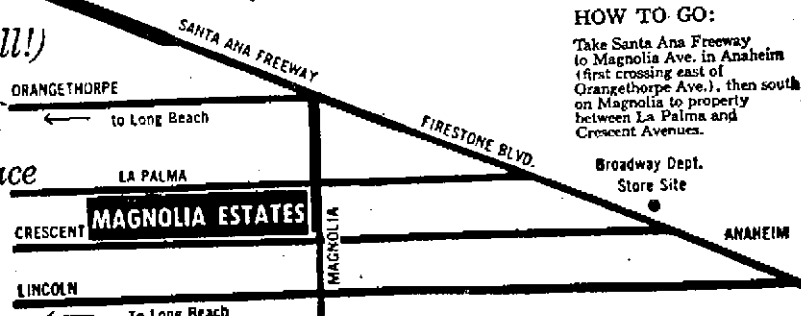 ll!)
HOW TO GO:
Take Santa Ana Freeway
to Magnolia Ave. in Anaheim
(first crossing east of
Orangethorpe Ave.), then south
on Magnolia to property
between La Palma and
Crescent Avenues.
SANTA ANA FREEWAY
ORANGETHORPE
to Long Beach
FIRESTONE BLVD.
ace
LA PALMA
Broadway Dept.
Store Site
MAGNOLIA ESTATES
CRESCENT
MAGNOLIA
ANAHEIM
LINCOLN
To Long Beach